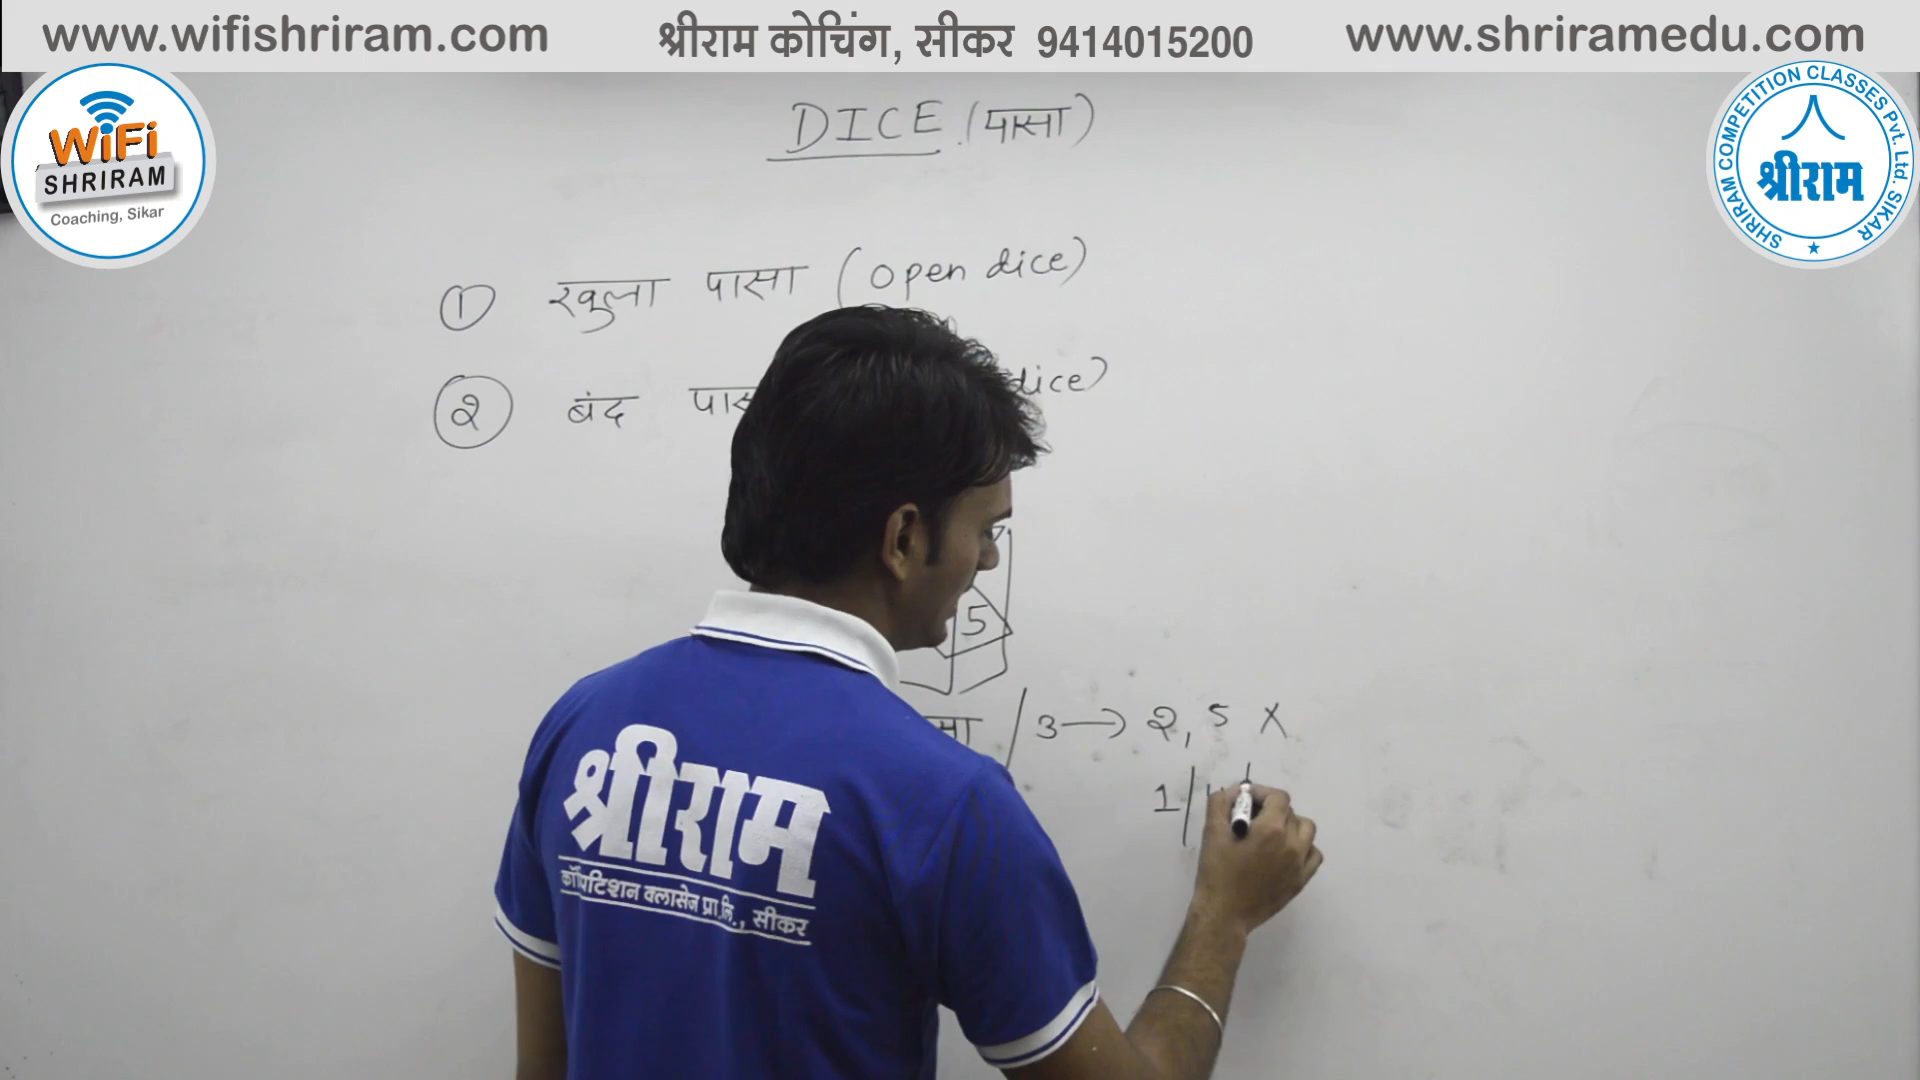 www.wifishriram.com
श्रीराम कोचिंग, सीकर 9414015200
www.shriramedu.com
WiFi
SHRIRAM
Coaching, Sikar
SHRIRAM COMPETITION CLASSES Pvt. Ltd. SIKAR
श्रीराम
DICE (पासा)
① खुला पासा (open dice)
② बंद dice)
5
3 → 2, 5 X
1/
श्रीराम
कॉम्पिटिशन क्लासेज प्रा.लि., सीकर